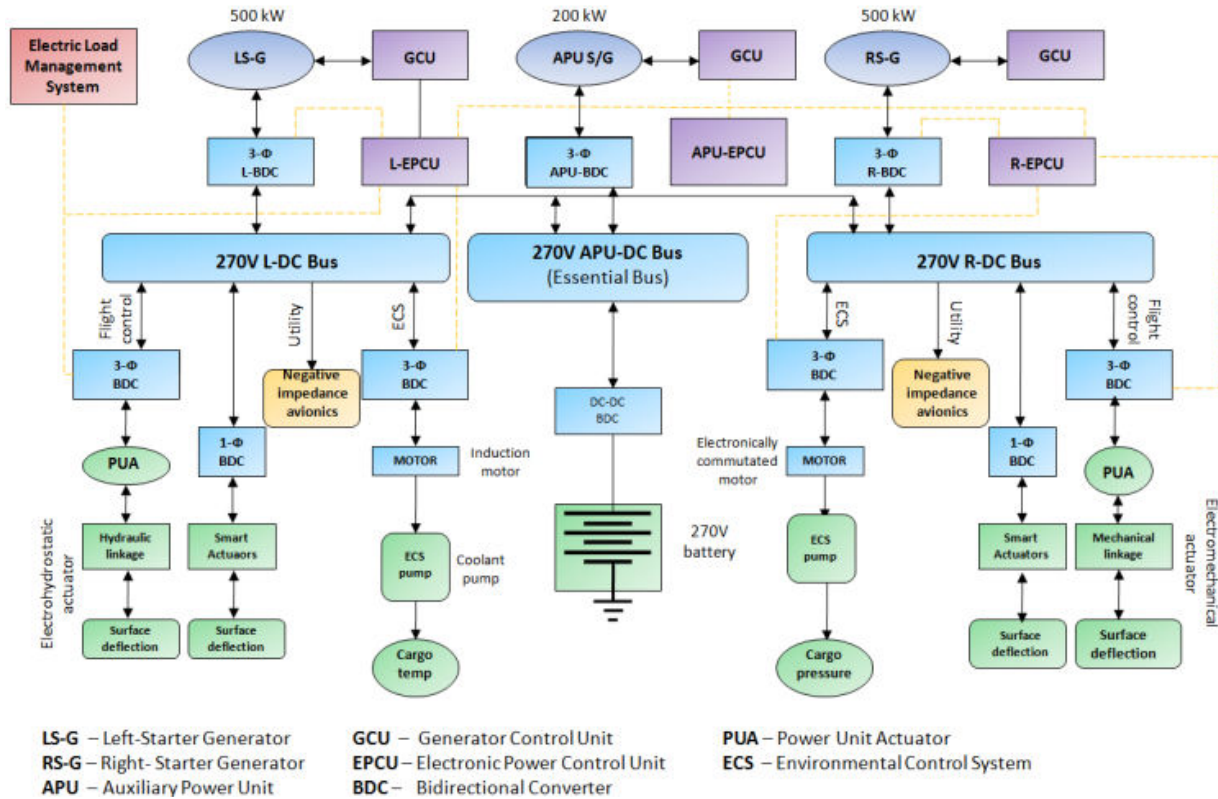 500 kW
200 kW
500 kW
Electric Load
Management
System
LS-G
GCU
APU S/G
GCU
RS-G
GCU
3-Φ
L-BDC
L-EPCU
3-Φ
APU-BDC
APU-EPCU
3-Φ
R-BDC
R-EPCU
270V L-DC Bus
270V APU-DC Bus
(Essential Bus)
270V R-DC Bus
Flight
control
Utility
ECS
ECS
Utility
Flight
control
3-Φ
BDC
Negative
impedance
avionics
3-Φ
BDC
DC-DC
BDC
3-Φ
BDC
Negative
impedance
avionics
3-Φ
BDC
PUA
1-Φ
BDC
MOTOR
Induction
motor
Electronically
commutated
motor
MOTOR
1-Φ
BDC
PUA
Electrohydrostatic
actuator
Hydraulic
linkage
Smart
Actuaors
ECS
pump
Coolant
pump
270V
battery
ECS
pump
Smart
Actuators
Mechanical
linkage
Electromechanical
actuator
Surface
deflection
Surface
deflection
Cargo
temp
Cargo
pressure
Surface
deflection
Surface
deflection
LS-G – Left-Starter Generator
GCU – Generator Control Unit
PUA – Power Unit Actuator
RS-G – Right- Starter Generator
EPCU – Electronic Power Control Unit
ECS – Environmental Control System
APU – Auxiliary Power Unit
BDC – Bidirectional Converter